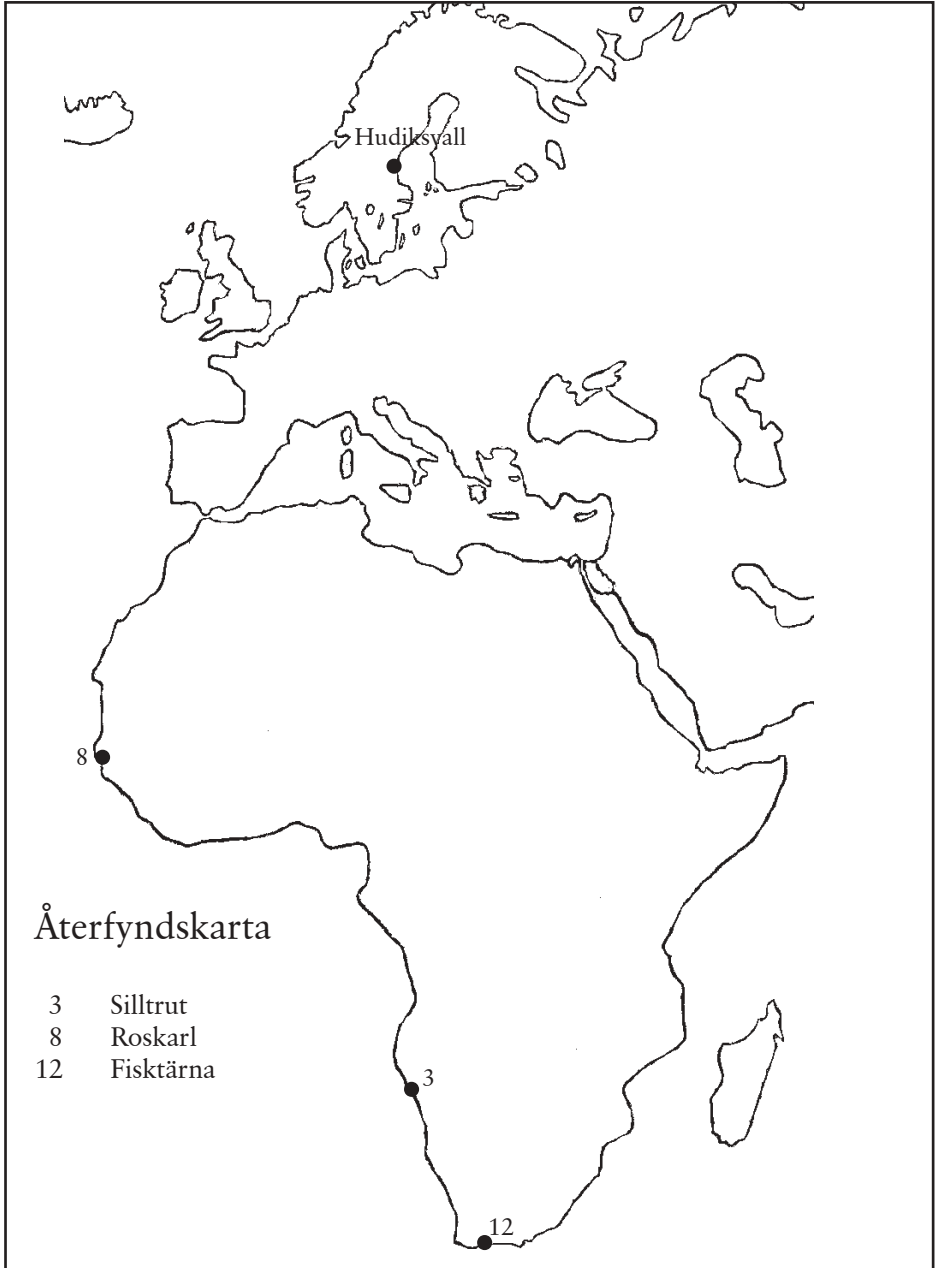 Hudiksvall
8
Återfyndskarta
3 Silltrut
8 Roskarl
12 Fisktärna
3
12